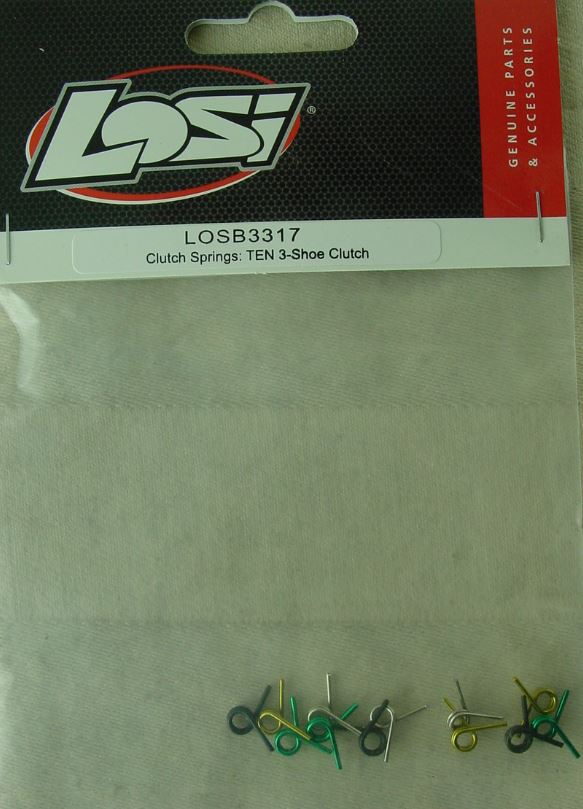 LOSi®
GENUINE PARTS
& ACCESSORIES
LOSB3317
Clutch Springs: TEN 3-Shoe Clutch